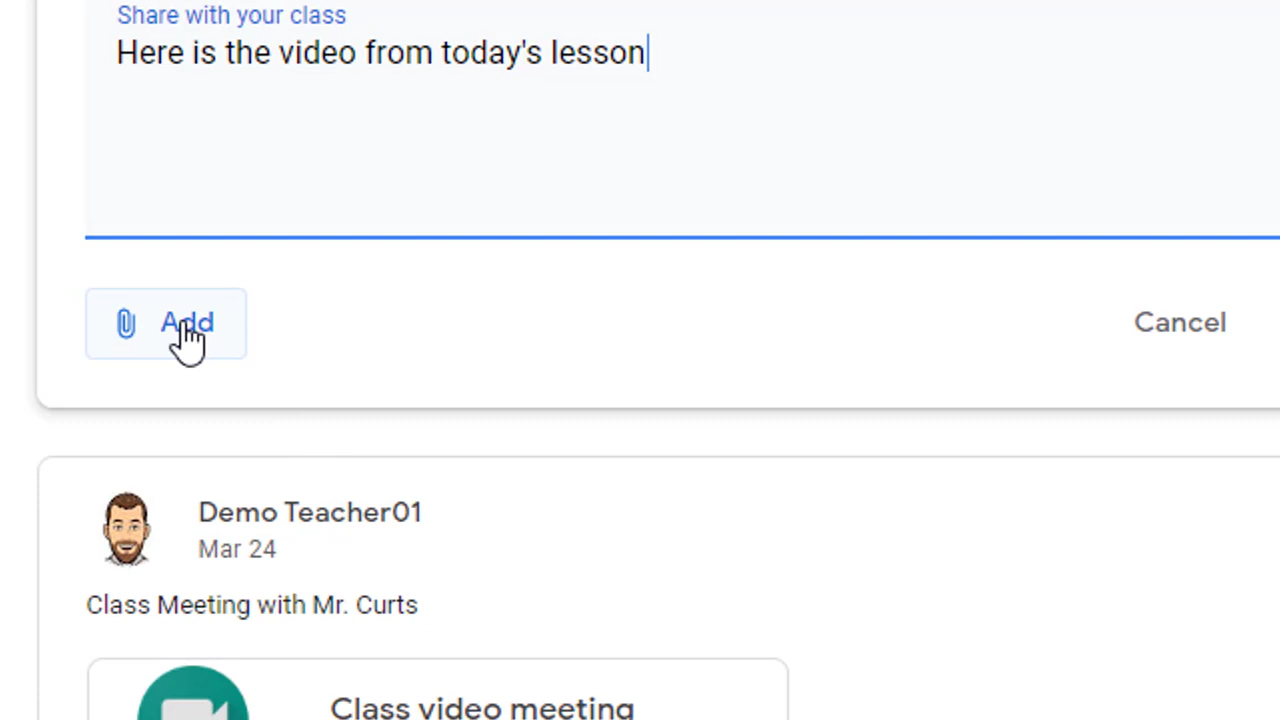 Share with your class
Here is the video from today's lesson
Add
Cancel
Demo Teacher01
Mar 24
Class Meeting with Mr. Curts
Class video meeting